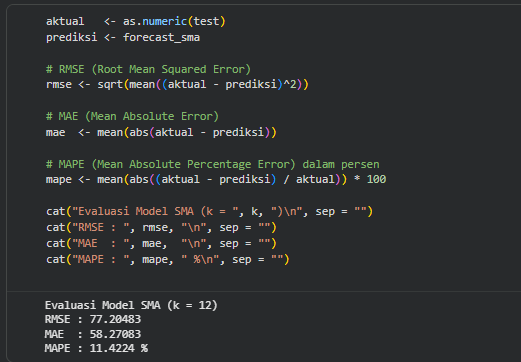 aktual   <- as.numeric(test)
prediksi <- forecast_sma
# RMSE (Root Mean Squared Error)
rmse <- sqrt(mean((aktual - prediksi)^2))
# MAE (Mean Absolute Error)
mae  <- mean(abs(aktual - prediksi))
# MAPE (Mean Absolute Percentage Error) dalam persen
mape <- mean(abs((aktual - prediksi) / aktual)) * 100
cat("Evaluasi Model SMA (k = ", k, ")\n", sep = "")
cat("RMSE : ", rmse, "\n", sep = "")
cat("MAE  : ", mae,  "\n", sep = "")
cat("MAPE : ", mape, " %\n", sep = "")
Evaluasi Model SMA (k = 12)
RMSE : 77.20483
MAE  : 58.27083
MAPE : 11.4224 %